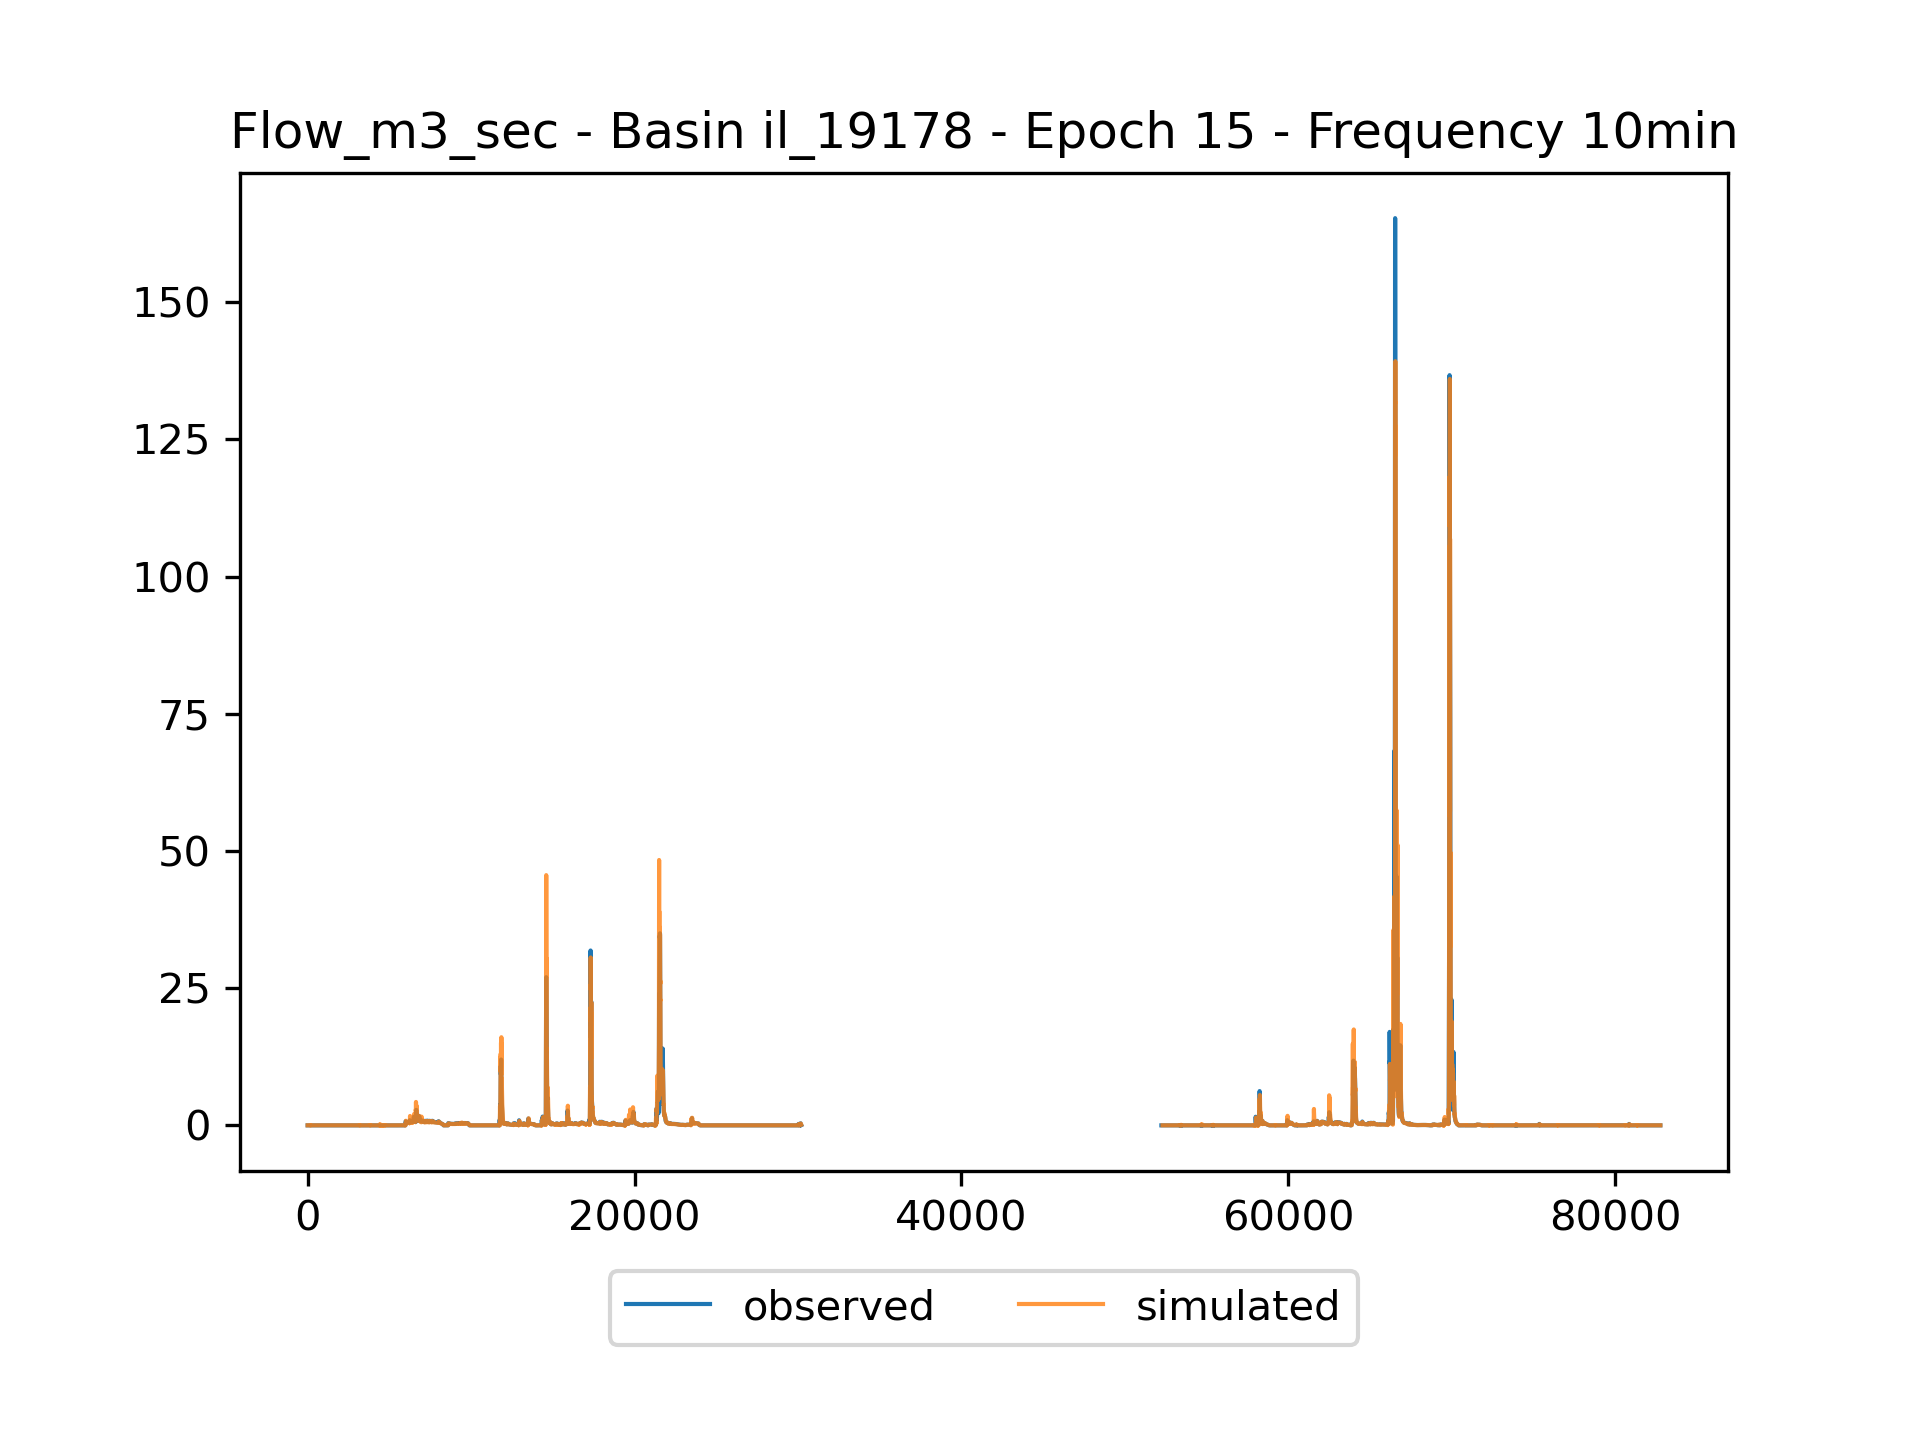 Flow_m3_sec - Basin il_19178 - Epoch 15 - Frequency 10min
150
125
100
75
50
25
0
0 20000 40000 60000 80000
observed simulated